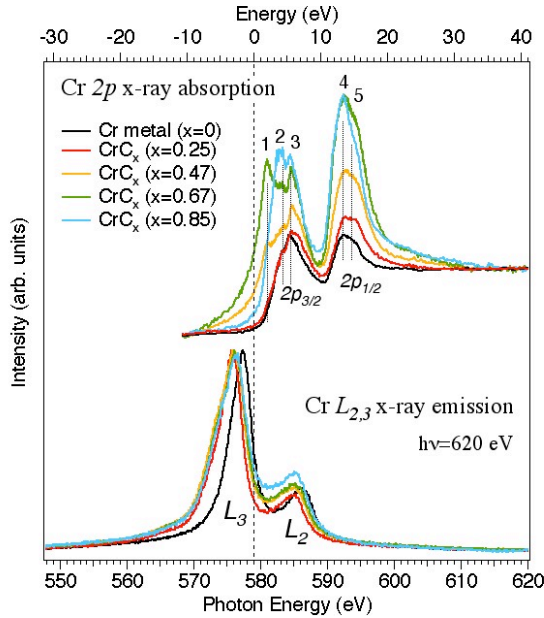 Energy (eV)
-30 -20 -10 0 10 20 30 40
Cr 2p x-ray absorption
Cr metal (x=0)
CrCₓ (x=0.25)
CrCₓ (x=0.47)
CrCₓ (x=0.67)
CrCₓ (x=0.85)
1 2 3 4 5
2p₃/₂ 2p₁/₂
Intensity (arb. units)
Cr L₂,₃ x-ray emission
hν=620 eV
L₃ L₂
550 560 570 580 590 600 610 620
Photon Energy (eV)